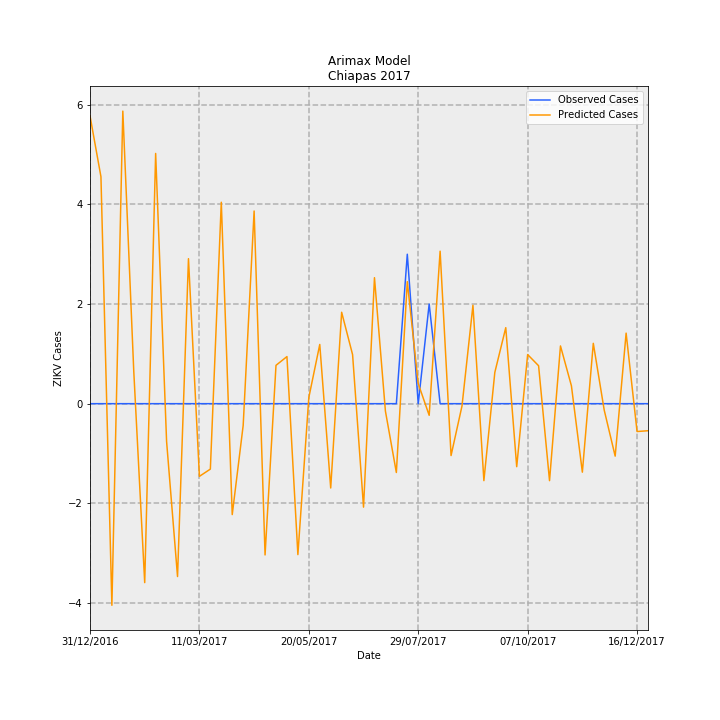 Arimax Model
Chiapas 2017
Observed Cases
Predicted Cases
ZIKV Cases
6
4
2
0
−2
−4
31/12/2016
11/03/2017
20/05/2017
29/07/2017
07/10/2017
16/12/2017
Date